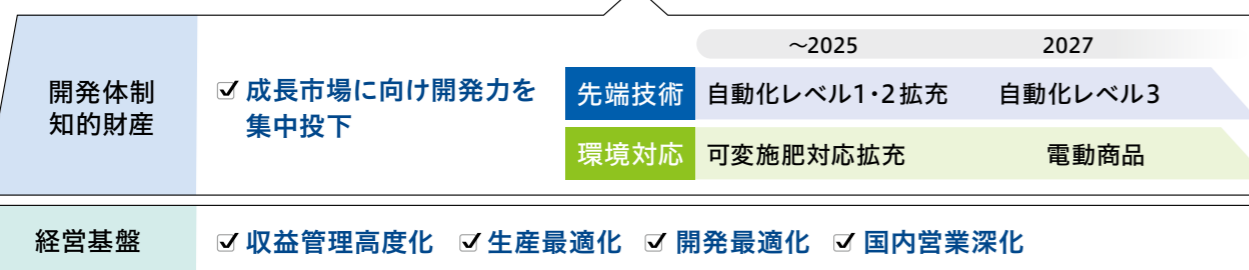 ～2025 2027
開発体制
知的財産
成長市場に向け開発力を
集中投下
先端技術 自動化レベル1・2拡充 自動化レベル3
環境対応 可変施肥対応拡充 電動商品
経営基盤 収益管理高度化 生産最適化 開発最適化 国内営業深化